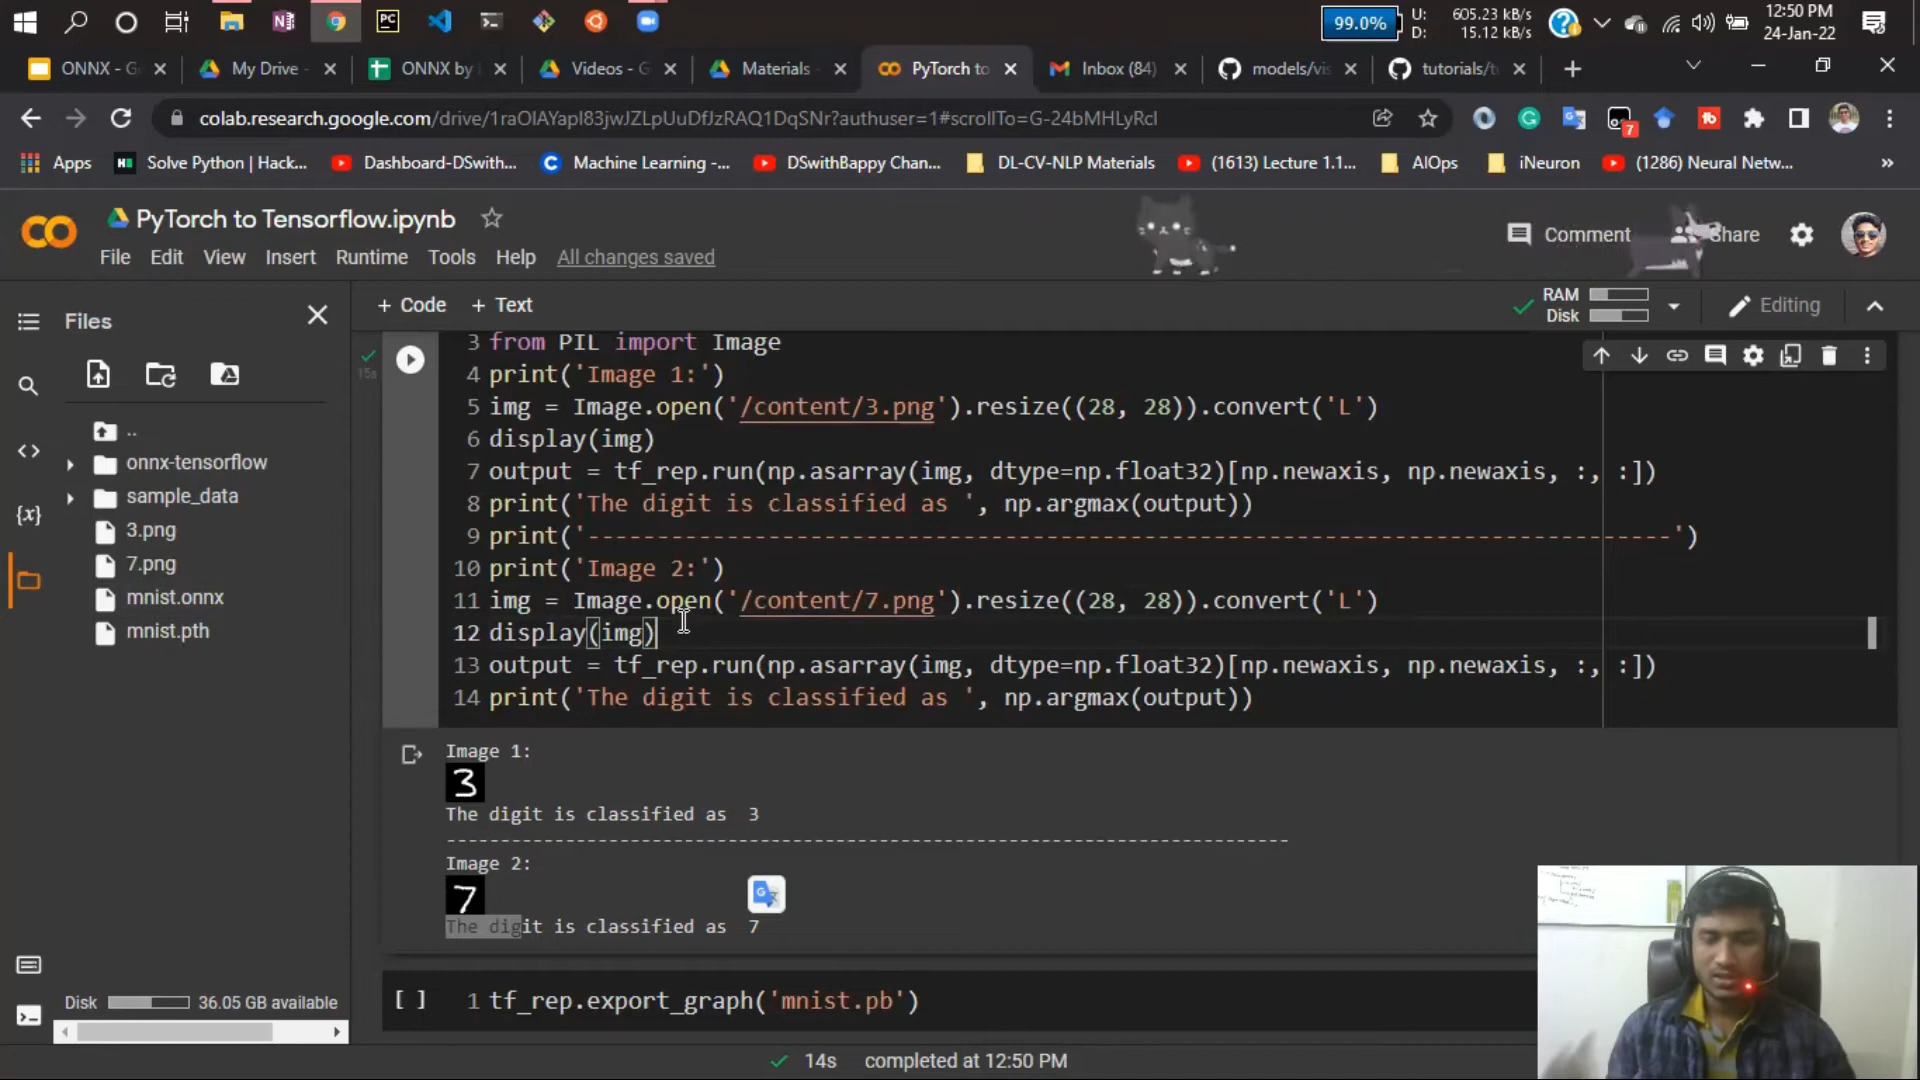 99.0%
U: 605.23 kB/s
D: 15.12 kB/s
12:50 PM
24-Jan-22
ONNX - G
My Drive -
ONNX by
Videos - G
Materials
PyTorch to
Inbox (84)
models/vis
tutorials/t
colab.research.google.com/drive/1raOlAYapl83jwJZLpUuDfJzRAQ1DqSNr?authuser=1#scrollTo=G-24bMHLyRcl
7
Apps
Solve Python | Hack...
Dashboard-DSwith...
Machine Learning -...
DSwithBappy Chan...
DL-CV-NLP Materials
(1613) Lecture 1.1...
AIOps
iNeuron
(1286) Neural Netw...
»
PyTorch to Tensorflow.ipynb
Comment
Share
File Edit View Insert Runtime Tools Help All changes saved
+ Code + Text
RAM
Disk
Editing
Files
..
onnx-tensorflow
sample_data
3.png
7.png
mnist.onnx
mnist.pth
{x}
Disk 36.05 GB available
15s
3 from PIL import Image
4 print('Image 1:')
5 img = Image.open('/content/3.png').resize((28, 28)).convert('L')
6 display(img)
7 output = tf_rep.run(np.asarray(img, dtype=np.float32)[np.newaxis, np.newaxis, :, :])
8 print('The digit is classified as ', np.argmax(output))
9 print('------------------------------------------------------------------------------')
10 print('Image 2:')
11 img = Image.open('/content/7.png').resize((28, 28)).convert('L')
12 display(img)
13 output = tf_rep.run(np.asarray(img, dtype=np.float32)[np.newaxis, np.newaxis, :, :])
14 print('The digit is classified as ', np.argmax(output))
Image 1:
3
The digit is classified as 3
------------------------------------------------------------------------------
Image 2:
7
The digit is classified as 7
[ ] 1 tf_rep.export_graph('mnist.pb')
14s completed at 12:50 PM